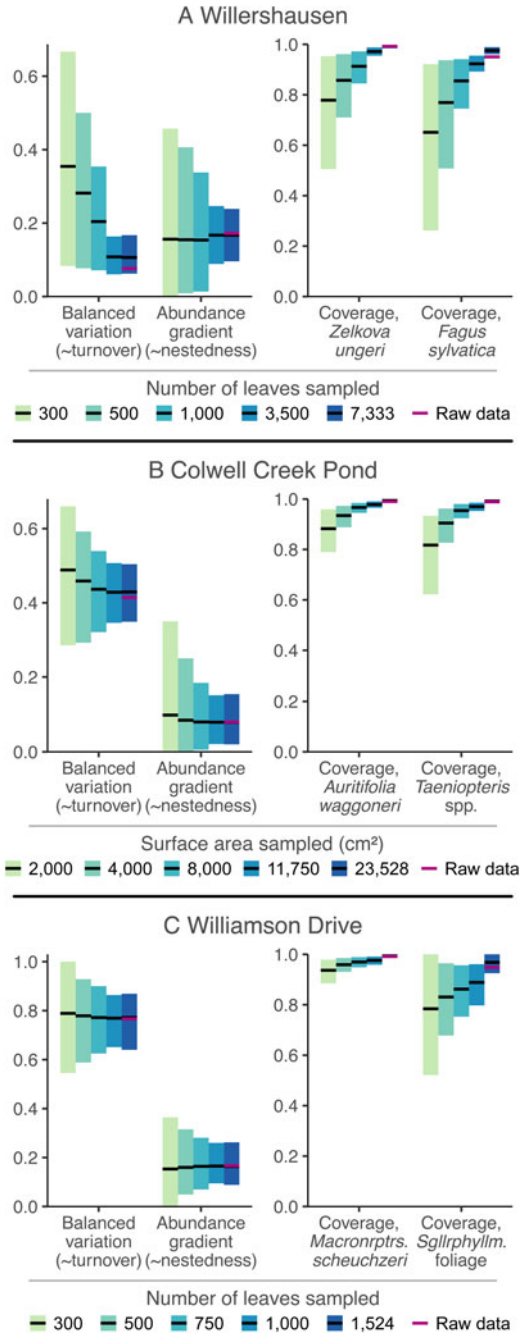 A Willershausen
0.6
0.4
0.2
0.0
1.0
0.8
0.6
0.4
0.2
0.0
Balanced
variation
(~turnover)
Abundance
gradient
(~nestedness)
Coverage,
Zelkova
ungeri
Coverage,
Fagus
sylvatica
Number of leaves sampled
300 500 1,000 3,500 7,333 Raw data
B Colwell Creek Pond
0.6
0.4
0.2
0.0
1.0
0.8
0.6
0.4
0.2
0.0
Balanced
variation
(~turnover)
Abundance
gradient
(~nestedness)
Coverage,
Auritifolia
waggoneri
Coverage,
Taeniopteris
spp.
Surface area sampled (cm²)
2,000 4,000 8,000 11,750 23,528 Raw data
C Williamson Drive
1.0
0.8
0.6
0.4
0.2
0.0
1.0
0.8
0.6
0.4
0.2
0.0
Balanced
variation
(~turnover)
Abundance
gradient
(~nestedness)
Coverage,
Macronrptrs.
scheuchzeri
Coverage,
Sgllrphyllm.
foliage
Number of leaves sampled
300 500 750 1,000 1,524 Raw data